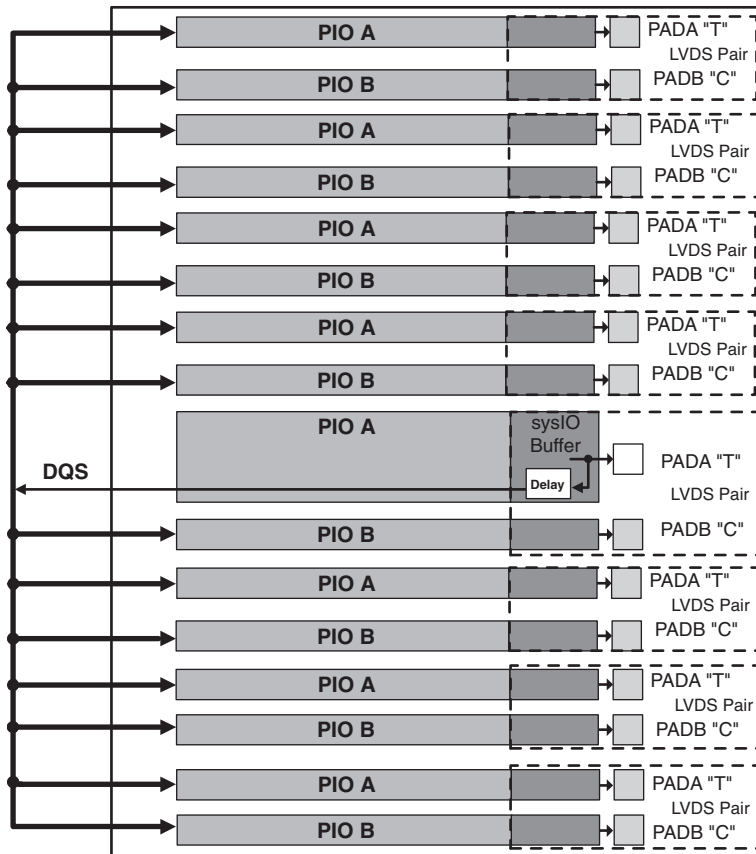 PIO A
PADA "T"
LVDS Pair
PIO B
PADB "C"
PIO A
PADA "T"
LVDS Pair
PIO B
PADB "C"
PIO A
PADA "T"
LVDS Pair
PIO B
PADB "C"
PIO A
PADA "T"
LVDS Pair
PIO B
PADB "C"
PIO A
sysIO
Buffer
PADA "T"
DQS
Delay
LVDS Pair
PIO B
PADB "C"
PIO A
PADA "T"
LVDS Pair
PIO B
PADB "C"
PIO A
PADA "T"
LVDS Pair
PIO B
PADB "C"
PIO A
PADA "T"
LVDS Pair
PIO B
PADB "C"